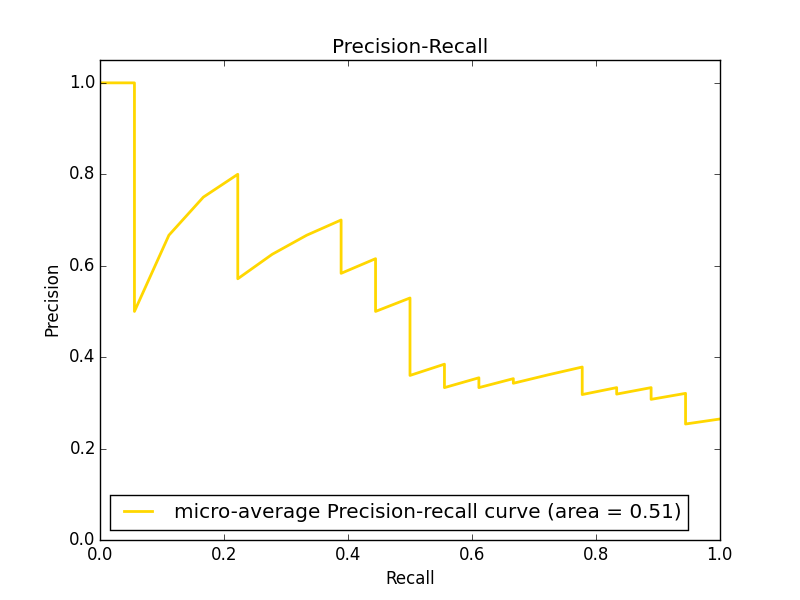 Precision-Recall
1.0
0.8
0.6
0.4
0.2
0.0
Precision
micro-average Precision-recall curve (area = 0.51)
0.0 0.2 0.4 0.6 0.8 1.0
Recall